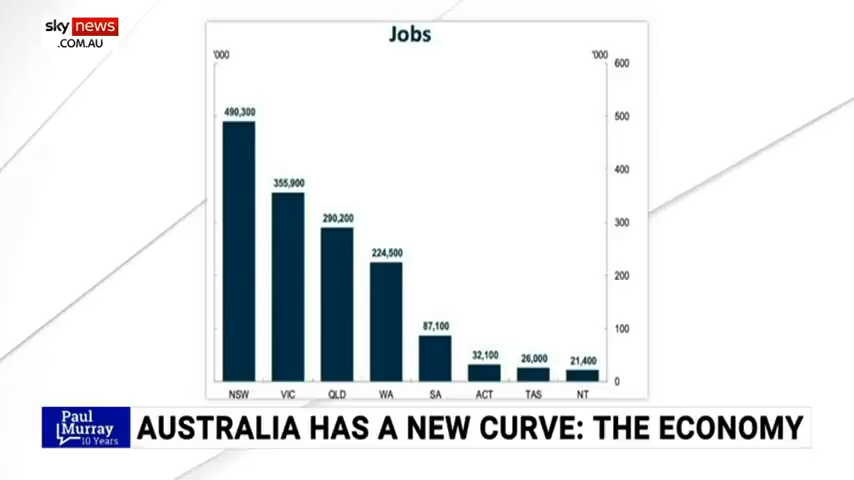 sky news
.COM.AU
Jobs
'000 '000
600
500
400
300
200
100
0
490,300
355,900
290,200
224,500
87,100
32,100
26,000
21,400
NSW VIC QLD WA SA ACT TAS NT
Paul
Murray
10 Years
AUSTRALIA HAS A NEW CURVE: THE ECONOMY